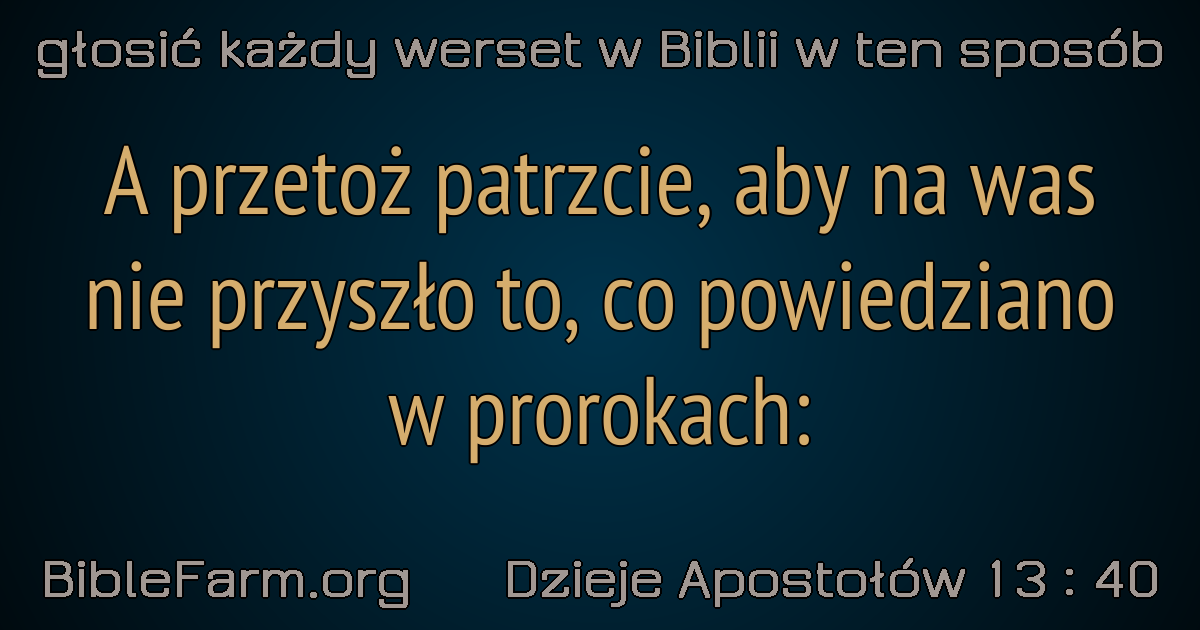 głosić każdy werset w Biblii w ten sposób
A przetoż patrzcie, aby na was
nie przyszło to, co powiedziano
w prorokach:
BibleFarm.org Dzieje Apostołów 13 : 40